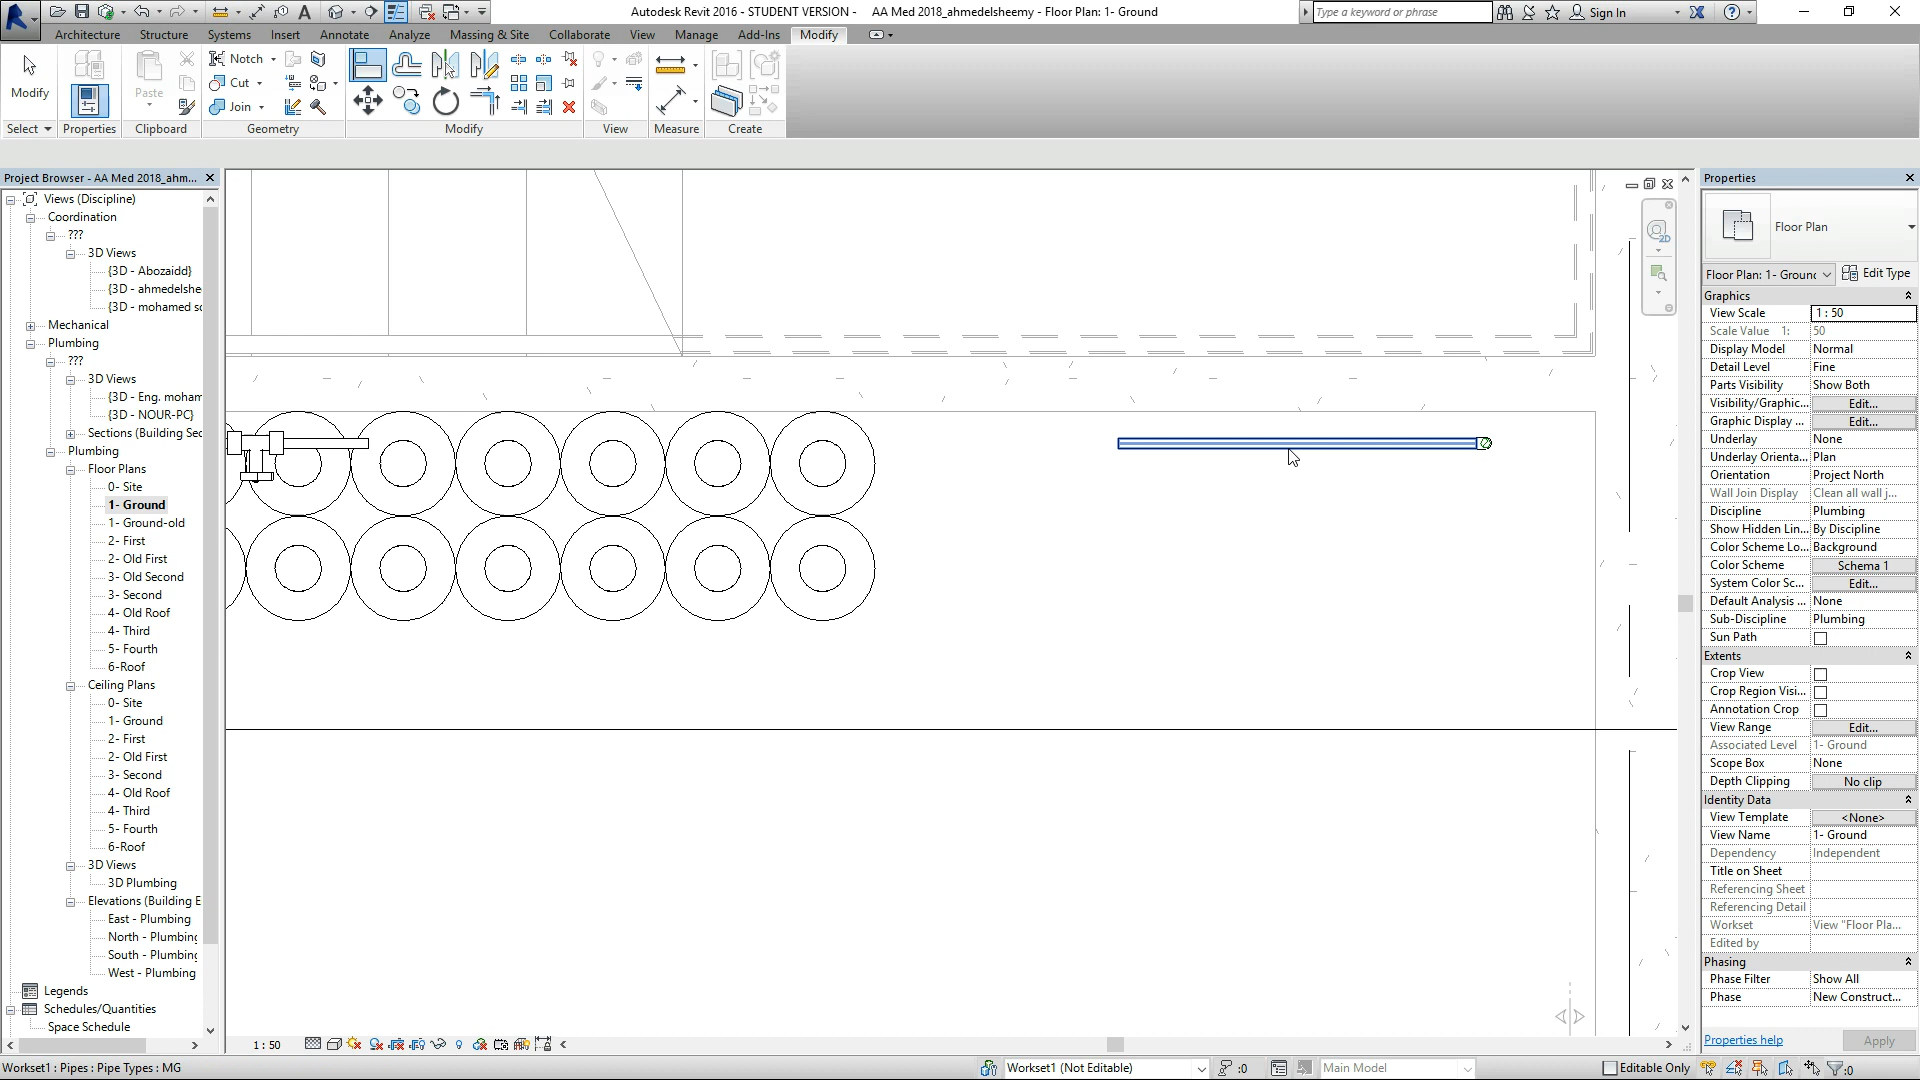 Autodesk Revit 2016 - STUDENT VERSION - AA Med 2018_ahmedelsheemy - Floor Plan: 1- Ground
Type a keyword or phrase
Sign In
Architecture Structure Systems Insert Annotate Analyze Massing & Site Collaborate View Manage Add-Ins Modify
Modify
Paste
Notch
Cut
Join
Select Properties Clipboard Geometry Modify View Measure Create
Project Browser - AA Med 2018_ahm...
Views (Discipline)
Coordination
???
3D Views
{3D - Abozaidd}
{3D - ahmedelshe
{3D - mohamed so
Mechanical
Plumbing
???
3D Views
{3D - Eng. moham
{3D - NOUR-PC}
Sections (Building Sec
Plumbing
Floor Plans
0- Site
1- Ground
1- Ground-old
2- First
2- Old First
3- Old Second
3- Second
4- Old Roof
4- Third
5- Fourth
6-Roof
Ceiling Plans
0- Site
1- Ground
2- First
2- Old First
3- Second
4- Old Roof
4- Third
5- Fourth
6-Roof
3D Views
3D Plumbing
Elevations (Building E
East - Plumbing
North - Plumbing
South - Plumbing
West - Plumbing
Legends
Schedules/Quantities
Space Schedule
2D
Properties
Floor Plan
Floor Plan: 1- Ground Edit Type
Graphics
View Scale 1 : 50
Scale Value 1: 50
Display Model Normal
Detail Level Fine
Parts Visibility Show Both
Visibility/Graphic... Edit...
Graphic Display ... Edit...
Underlay None
Underlay Orienta... Plan
Orientation Project North
Wall Join Display Clean all wall j...
Discipline Plumbing
Show Hidden Lin... By Discipline
Color Scheme Lo... Background
Color Scheme Schema 1
System Color Sc... Edit...
Default Analysis ... None
Sub-Discipline Plumbing
Sun Path
Extents
Crop View
Crop Region Visi...
Annotation Crop
View Range Edit...
Associated Level 1- Ground
Scope Box None
Depth Clipping No clip
Identity Data
View Template <None>
View Name 1- Ground
Dependency Independent
Title on Sheet
Referencing Sheet
Referencing Detail
Workset View "Floor Pla...
Edited by
Phasing
Phase Filter Show All
Phase New Construct...
Properties help Apply
1 : 50
Workset1 : Pipes : Pipe Types : MG
Workset1 (Not Editable)
:0
Main Model
Editable Only
:0